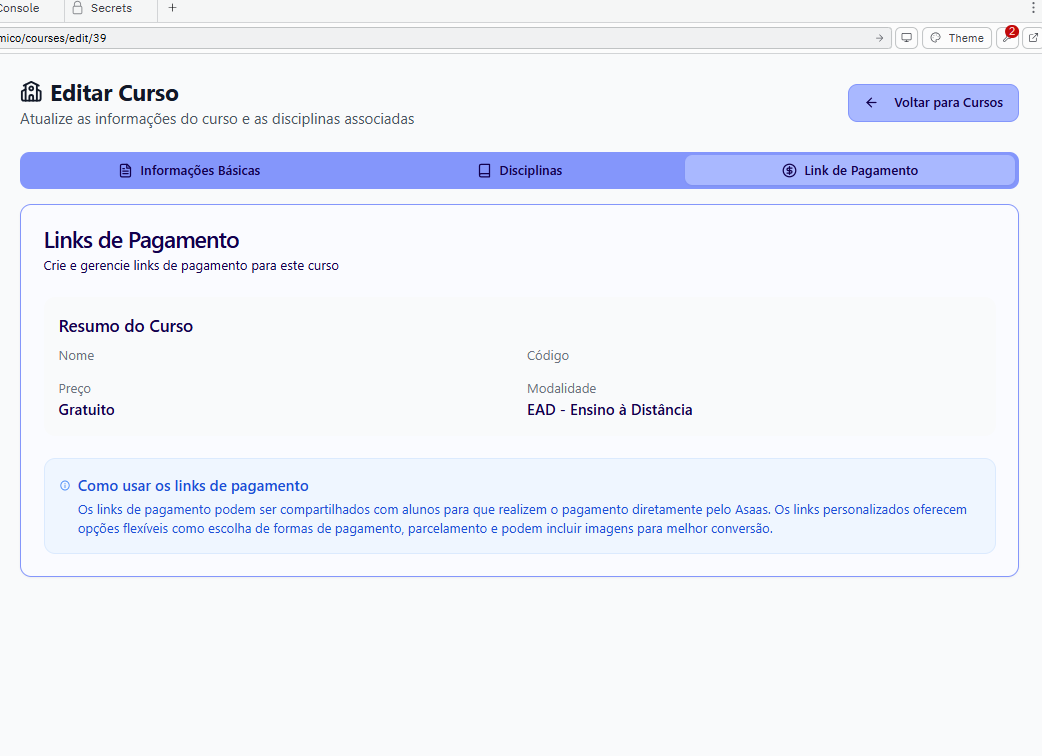 Console
Secrets
+
mico/courses/edit/39
Theme
2
Editar Curso
Atualize as informações do curso e as disciplinas associadas
Voltar para Cursos
Informações Básicas
Disciplinas
Link de Pagamento
Links de Pagamento
Crie e gerencie links de pagamento para este curso
Resumo do Curso
Nome
Código
Preço
Gratuito
Modalidade
EAD - Ensino à Distância
Como usar os links de pagamento
Os links de pagamento podem ser compartilhados com alunos para que realizem o pagamento diretamente pelo Asaas. Os links personalizados oferecem
opções flexíveis como escolha de formas de pagamento, parcelamento e podem incluir imagens para melhor conversão.